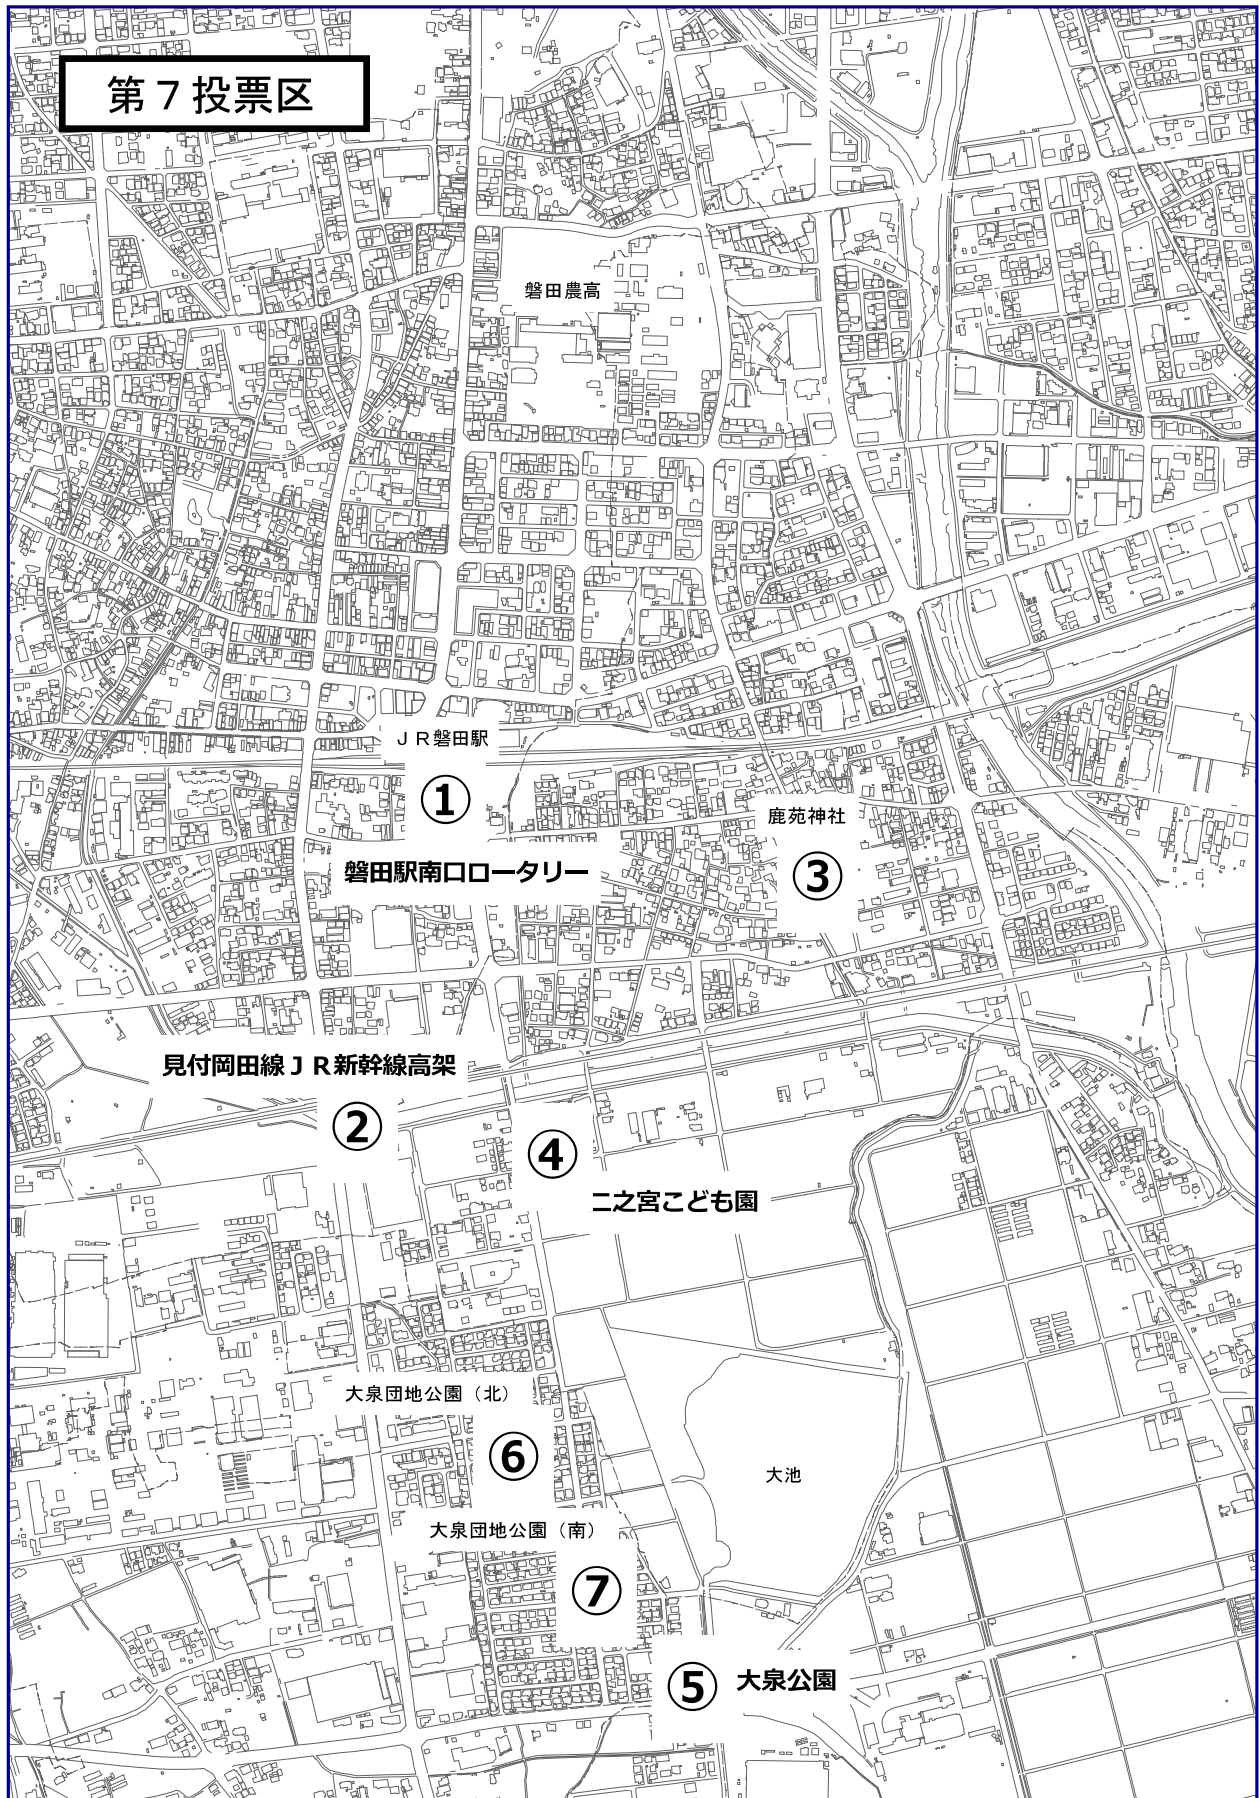 第７投票区
磐田農高
ＪＲ磐田駅
①
鹿苑神社
磐田駅南口ロータリー
③
見付岡田線ＪＲ新幹線高架
②
④
二之宮こども園
大泉団地公園（北）
⑥
大池
大泉団地公園（南）
⑦
⑤ 大泉公園